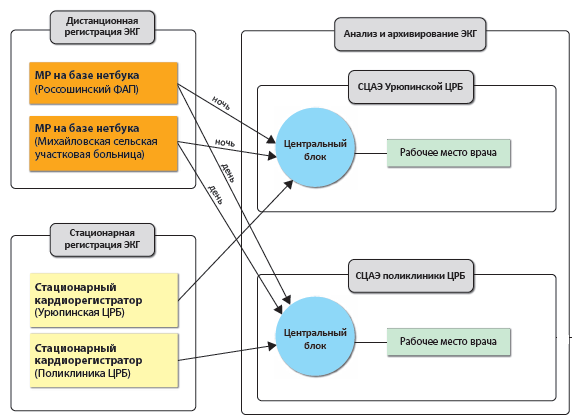 Дистанционная
регистрация ЭКГ
МР на базе нетбука
(Россошинский ФАП)
МР на базе нетбука
(Михайловская сельская
участковая больница)
Стационарная
регистрация ЭКГ
Стационарный
кардиорегистратор
(Урюпинская ЦРБ)
Стационарный
кардиорегистратор
(Поликлиника ЦРБ)
ночь
ночь
день
день
Анализ и архивирование ЭКГ
СЦАЭ Урюпинской ЦРБ
Центральный
блок
Рабочее место врача
СЦАЭ поликлиники ЦРБ
Центральный
блок
Рабочее место врача